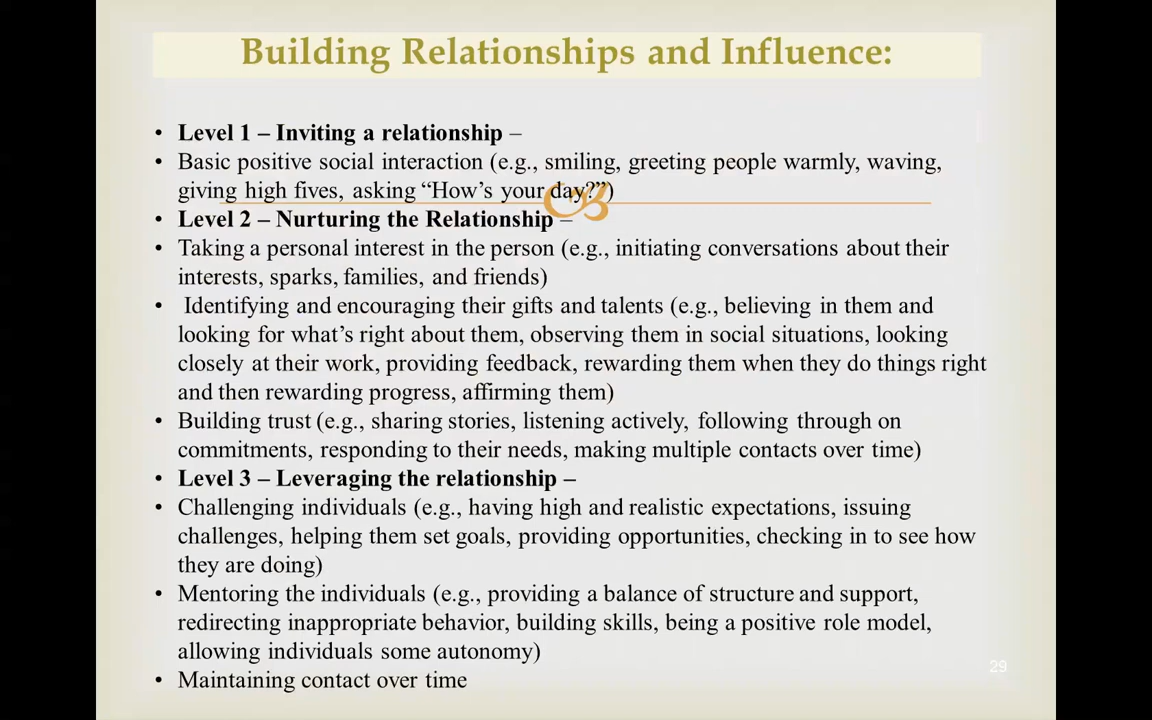 Building Relationships and Influence:
• Level 1 – Inviting a relationship –
• Basic positive social interaction (e.g., smiling, greeting people warmly, waving,
giving high fives, asking “How’s your day?”)
• Level 2 – Nurturing the Relationship –
• Taking a personal interest in the person (e.g., initiating conversations about their
interests, sparks, families, and friends)
• Identifying and encouraging their gifts and talents (e.g., believing in them and
looking for what’s right about them, observing them in social situations, looking
closely at their work, providing feedback, rewarding them when they do things right
and then rewarding progress, affirming them)
• Building trust (e.g., sharing stories, listening actively, following through on
commitments, responding to their needs, making multiple contacts over time)
• Level 3 – Leveraging the relationship –
• Challenging individuals (e.g., having high and realistic expectations, issuing
challenges, helping them set goals, providing opportunities, checking in to see how
they are doing)
• Mentoring the individuals (e.g., providing a balance of structure and support,
redirecting inappropriate behavior, building skills, being a positive role model,
allowing individuals some autonomy)
• Maintaining contact over time
29